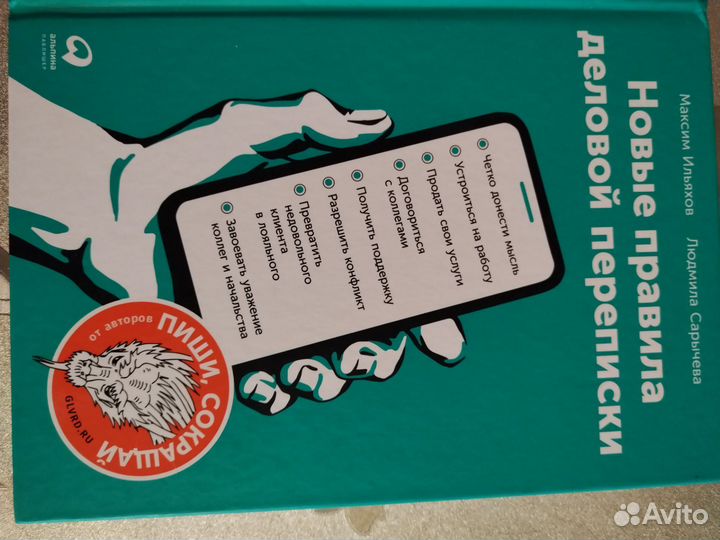 Максим Ильяхов Людмила Сарычева
Новые правила
деловой переписки
Четко донести мысль
Устроиться на работу
Продать свои услуги
Договориться
с коллегами
Получить поддержку
Разрешить конфликт
Превратить
недовольного
клиента
в лояльного
Завоевать уважение
коллег и начальства
от авторов
ПИШИ, СОКРАЩАЙ
GLVRD.RU
альпина
ПАБЛИШЕР
Avito